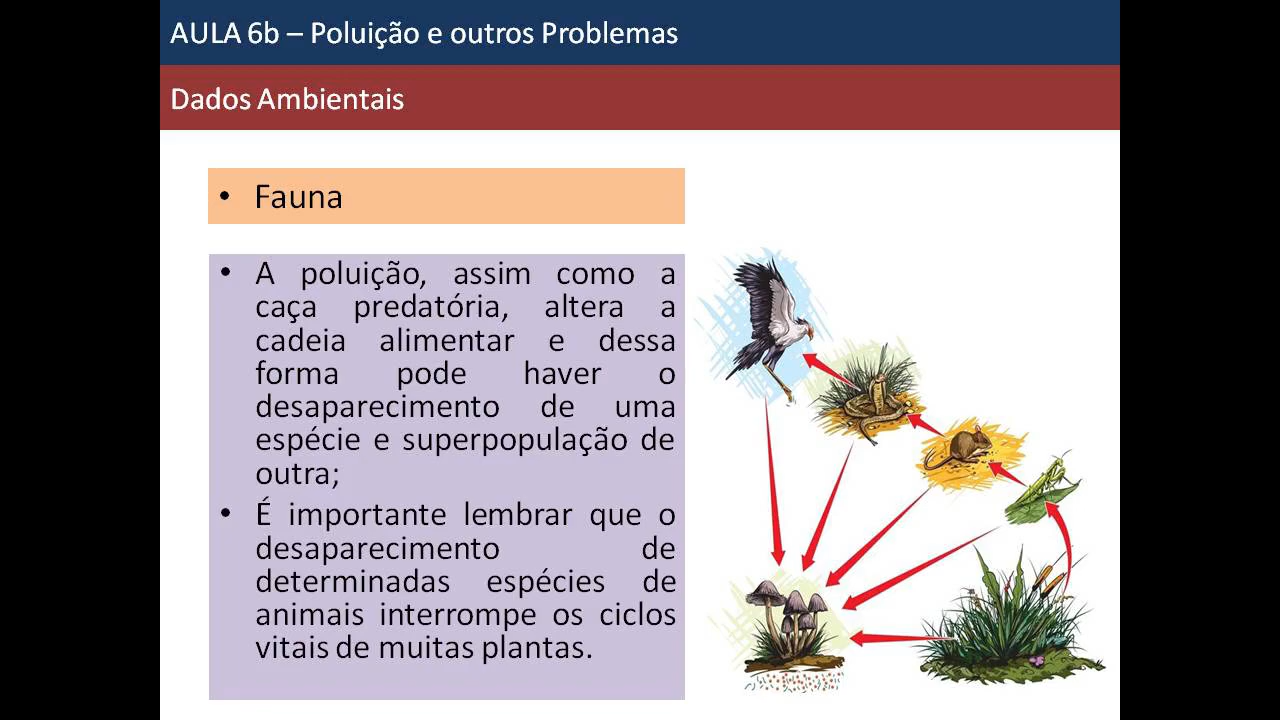 AULA 6b – Poluição e outros Problemas
Dados Ambientais
• Fauna
• A poluição, assim como a
caça predatória, altera a
cadeia alimentar e dessa
forma pode haver o
desaparecimento de uma
espécie e superpopulação de
outra;
• É importante lembrar que o
desaparecimento de
determinadas espécies de
animais interrompe os ciclos
vitais de muitas plantas.